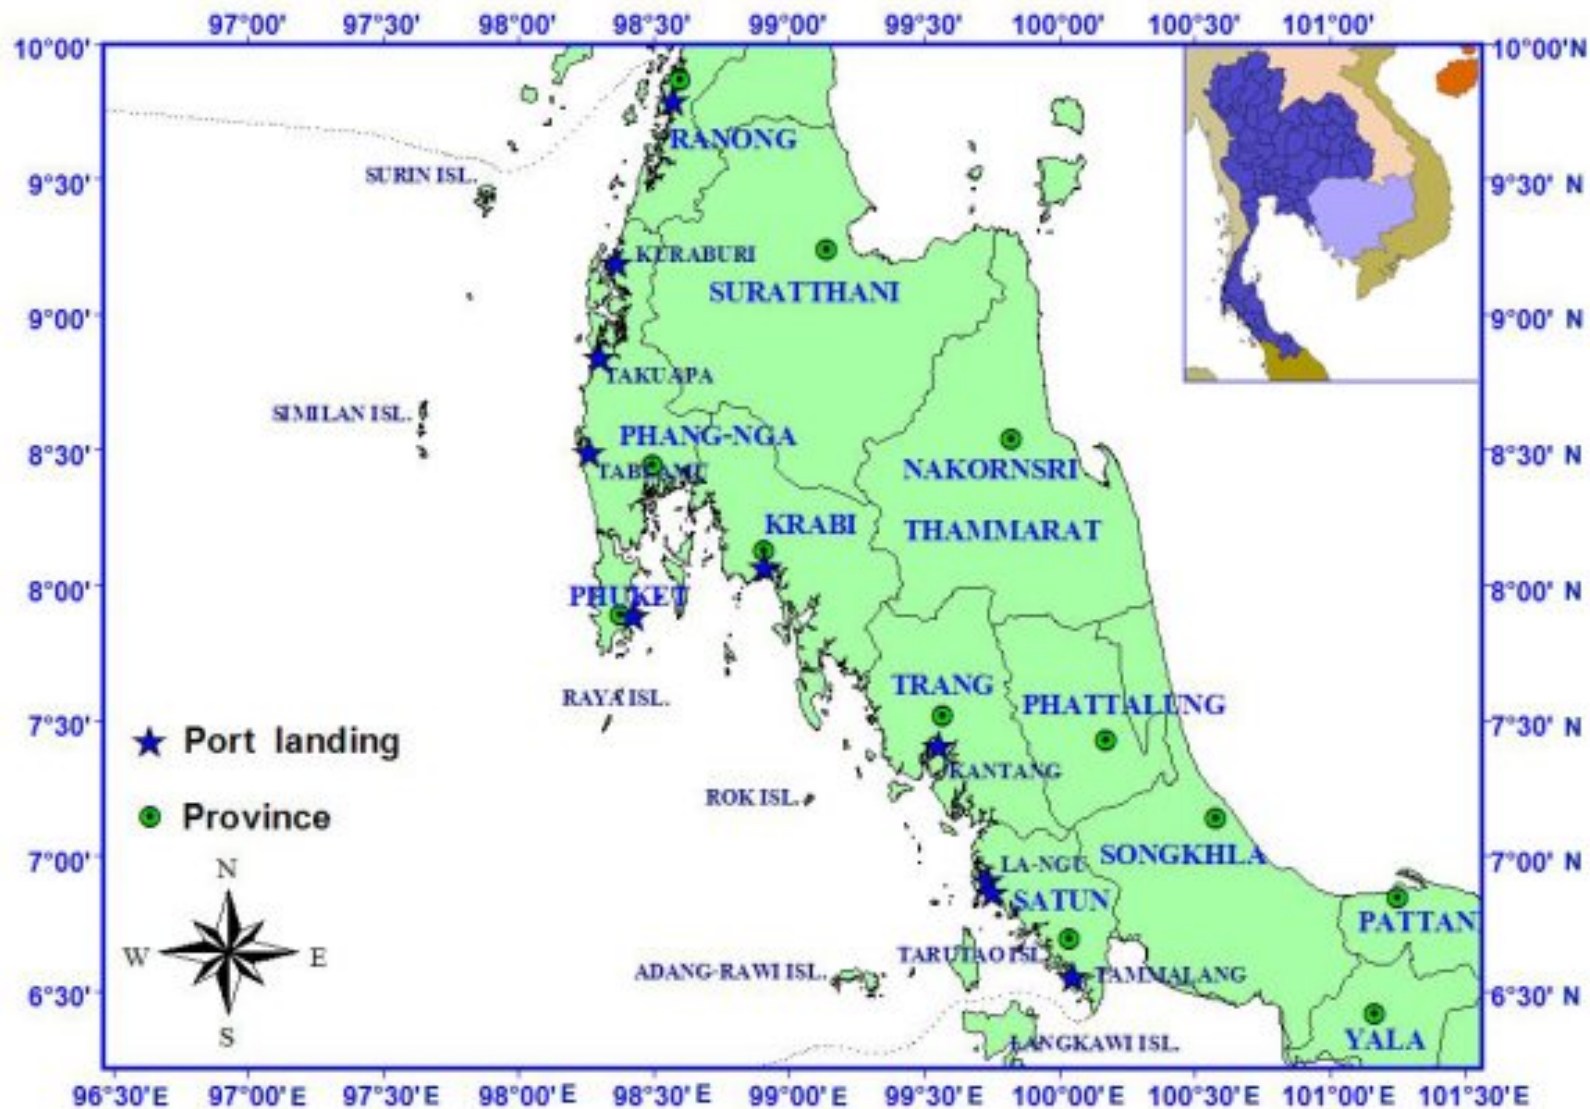 97°00' 97°30' 98°00' 98°30' 99°00' 99°30' 100°00' 100°30' 101°00'
10°00' 10°00'N
RANONG
SURIN ISL. 9°30' 9°30' N
KURABURI
SURATTHANI
9°00' 9°00' N
TAKUAPA
SIMILAN ISL.
PHANG-NGA
8°30' 8°30' N
NAKORNSRI
KRABI THAMMARAT
8°00' 8°00' N
PHUKET
TRANG
RAYA ISL. PHATTALUNG
7°30' 7°30' N
Port landing
KANTANG
ROK ISL.
Province
7°00' 7°00' N
N
LA-NGU SONGKHLA
SATUN
PATTANI
W E TARUTAO ISL.
ADANG-RAWI ISL. TAMMALANG
6°30' 6°30' N
S
LANGKAWI ISL. YALA
96°30'E 97°00'E 97°30'E 98°00'E 98°30'E 99°00'E 99°30'E 100°00'E 100°30'E 101°00'E 101°30'E